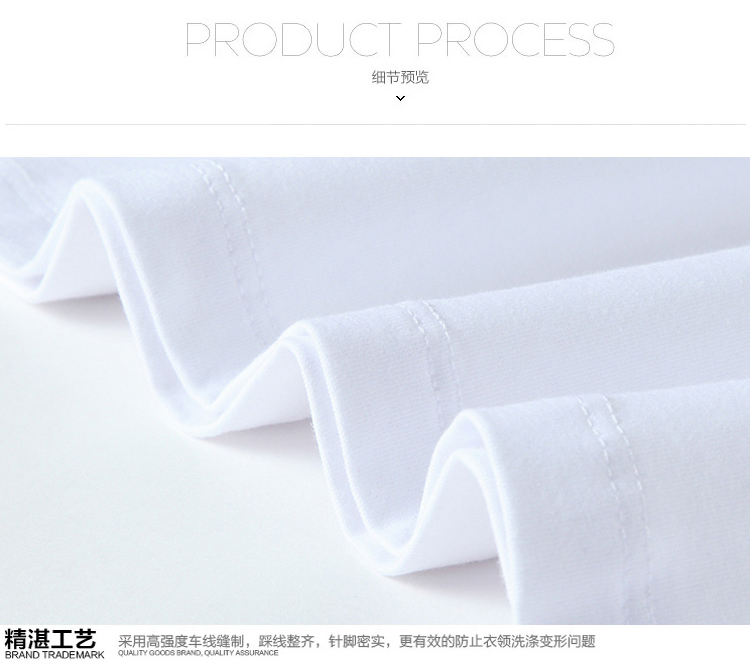 PRODUCT PROCESS
细节预览
精湛工艺
BRAND TRADEMARK
采用高强度车线缝制，踩线整齐，针脚密实，更有效的防止衣领洗涤变形问题
QUALITY GOODS BRAND, QUALITY ASSURANCE